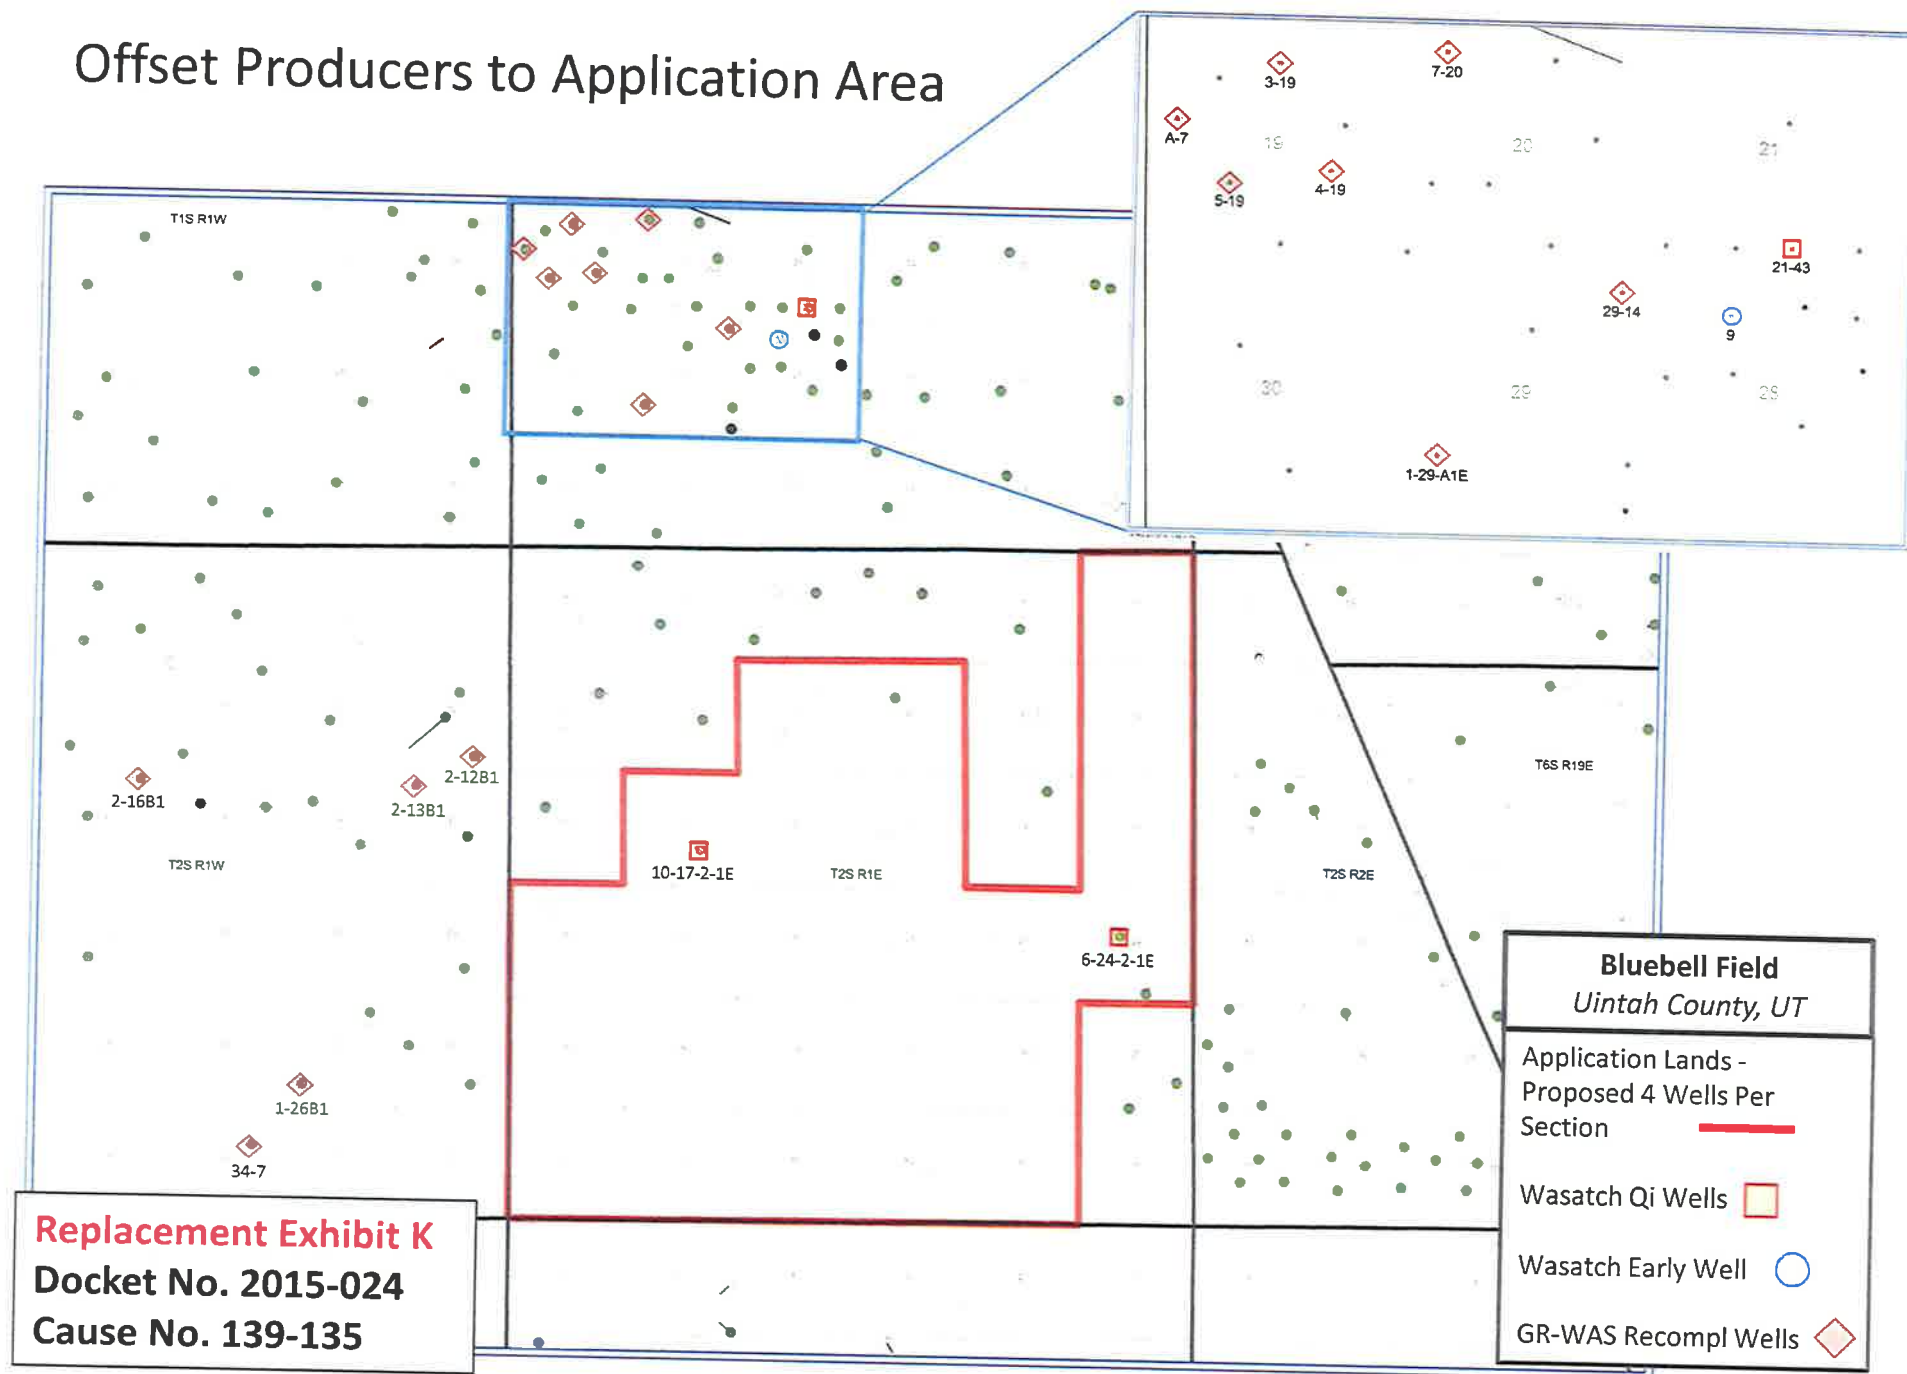 Offset Producers to Application Area
3-19
7-20
A-7
19
20
21
5-19
4-19
21-43
29-14
9
30
29
28
1-29-A1E
T1S R1W
2-16B1
2-12B1
2-13B1
T2S R1W
10-17-2-1E
T2S R1E
6-24-2-1E
T2S R2E
T6S R19E
1-26B1
34-7
Bluebell Field
Uintah County, UT
Application Lands -
Proposed 4 Wells Per
Section
Wasatch Qi Wells
Wasatch Early Well
GR-WAS Recompl Wells
Replacement Exhibit K
Docket No. 2015-024
Cause No. 139-135